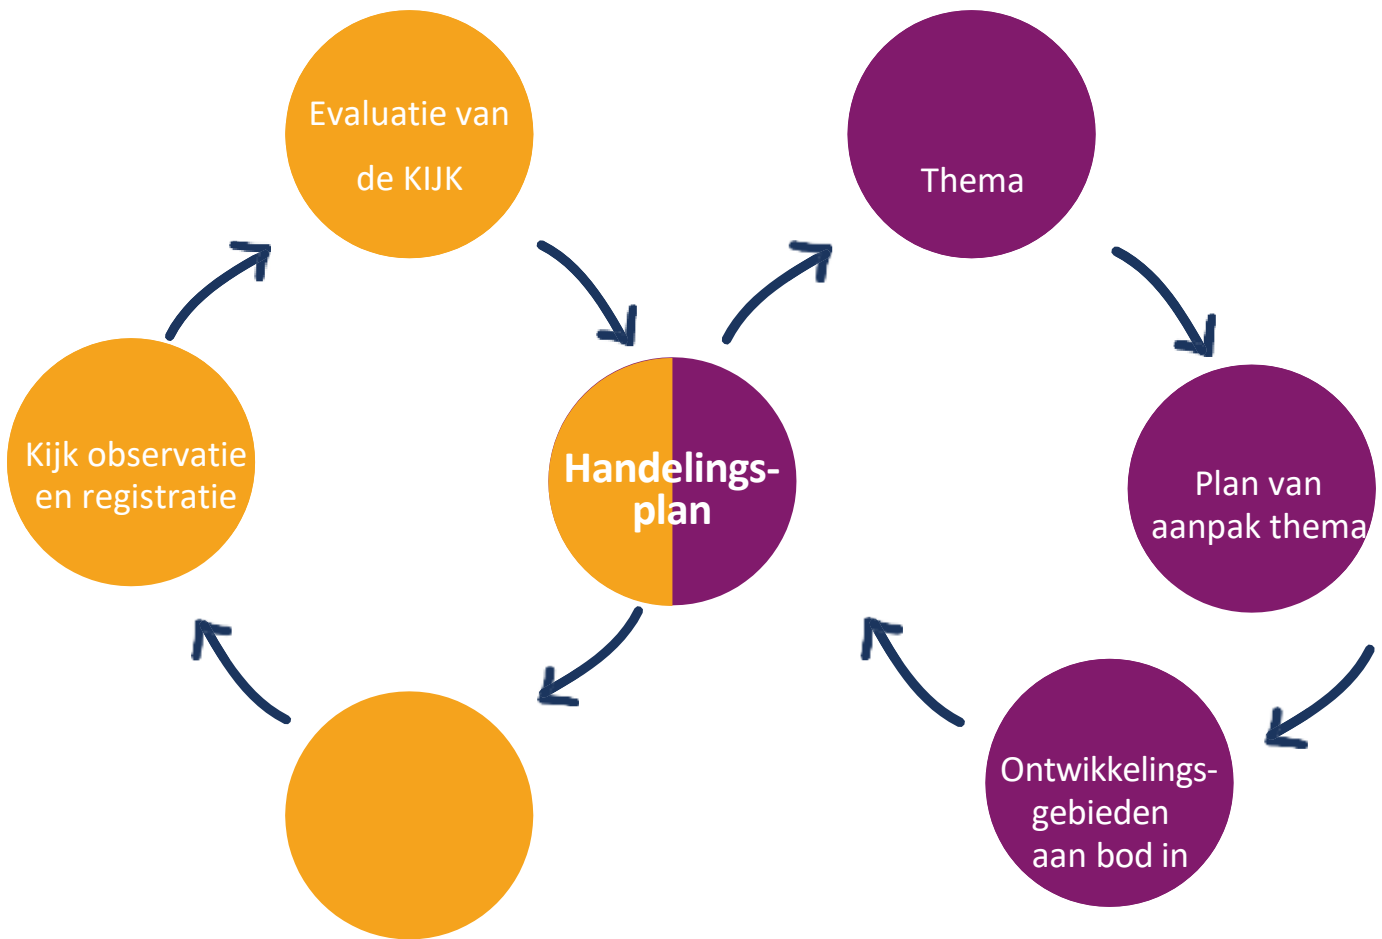 Evaluatie van
de KIJK
Thema
Kijk observatie
en registratie
Handelings-
plan
Plan van
aanpak thema
Ontwikkelings-
gebieden
aan bod in